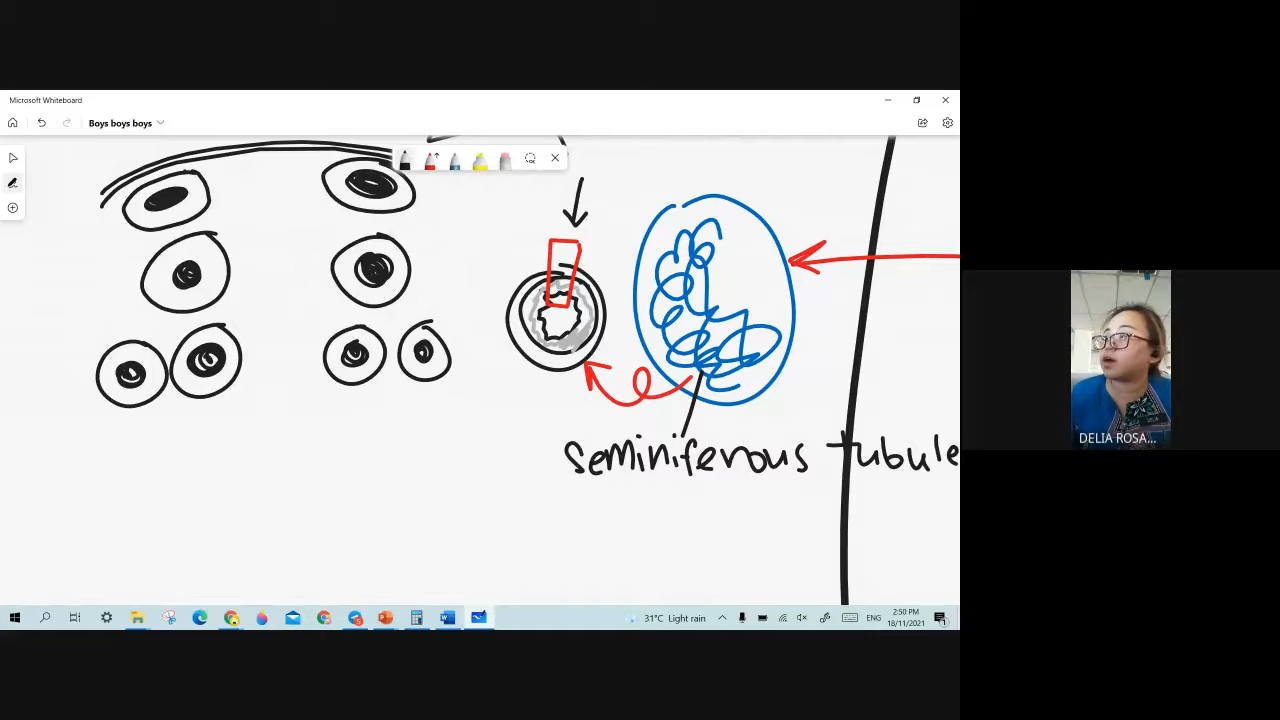 Microsoft Whiteboard
Boys boys boys
seminiferous tubule
DELIA ROSA...
31°C Light rain
ENG
2:50 PM
18/11/2021